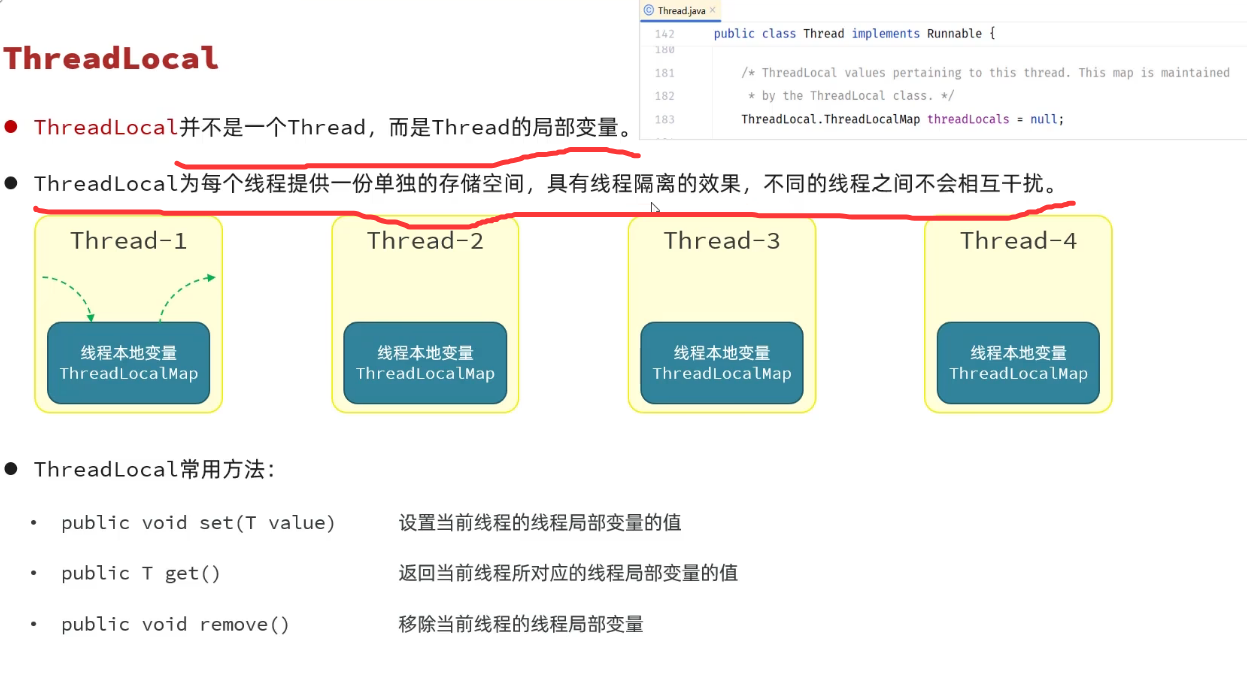 Thread.java
142 public class Thread implements Runnable {
180
181 /* ThreadLocal values pertaining to this thread. This map is maintained
182 * by the ThreadLocal class. */
183 ThreadLocal.ThreadLocalMap threadLocals = null;
ThreadLocal
ThreadLocal并不是一个Thread，而是Thread的局部变量。
ThreadLocal为每个线程提供一份单独的存储空间，具有线程隔离的效果，不同的线程之间不会相互干扰。
Thread-1
线程本地变量
ThreadLocalMap
Thread-2
线程本地变量
ThreadLocalMap
Thread-3
线程本地变量
ThreadLocalMap
Thread-4
线程本地变量
ThreadLocalMap
ThreadLocal常用方法：
public void set(T value) 设置当前线程的线程局部变量的值
public T get() 返回当前线程所对应的线程局部变量的值
public void remove() 移除当前线程的线程局部变量